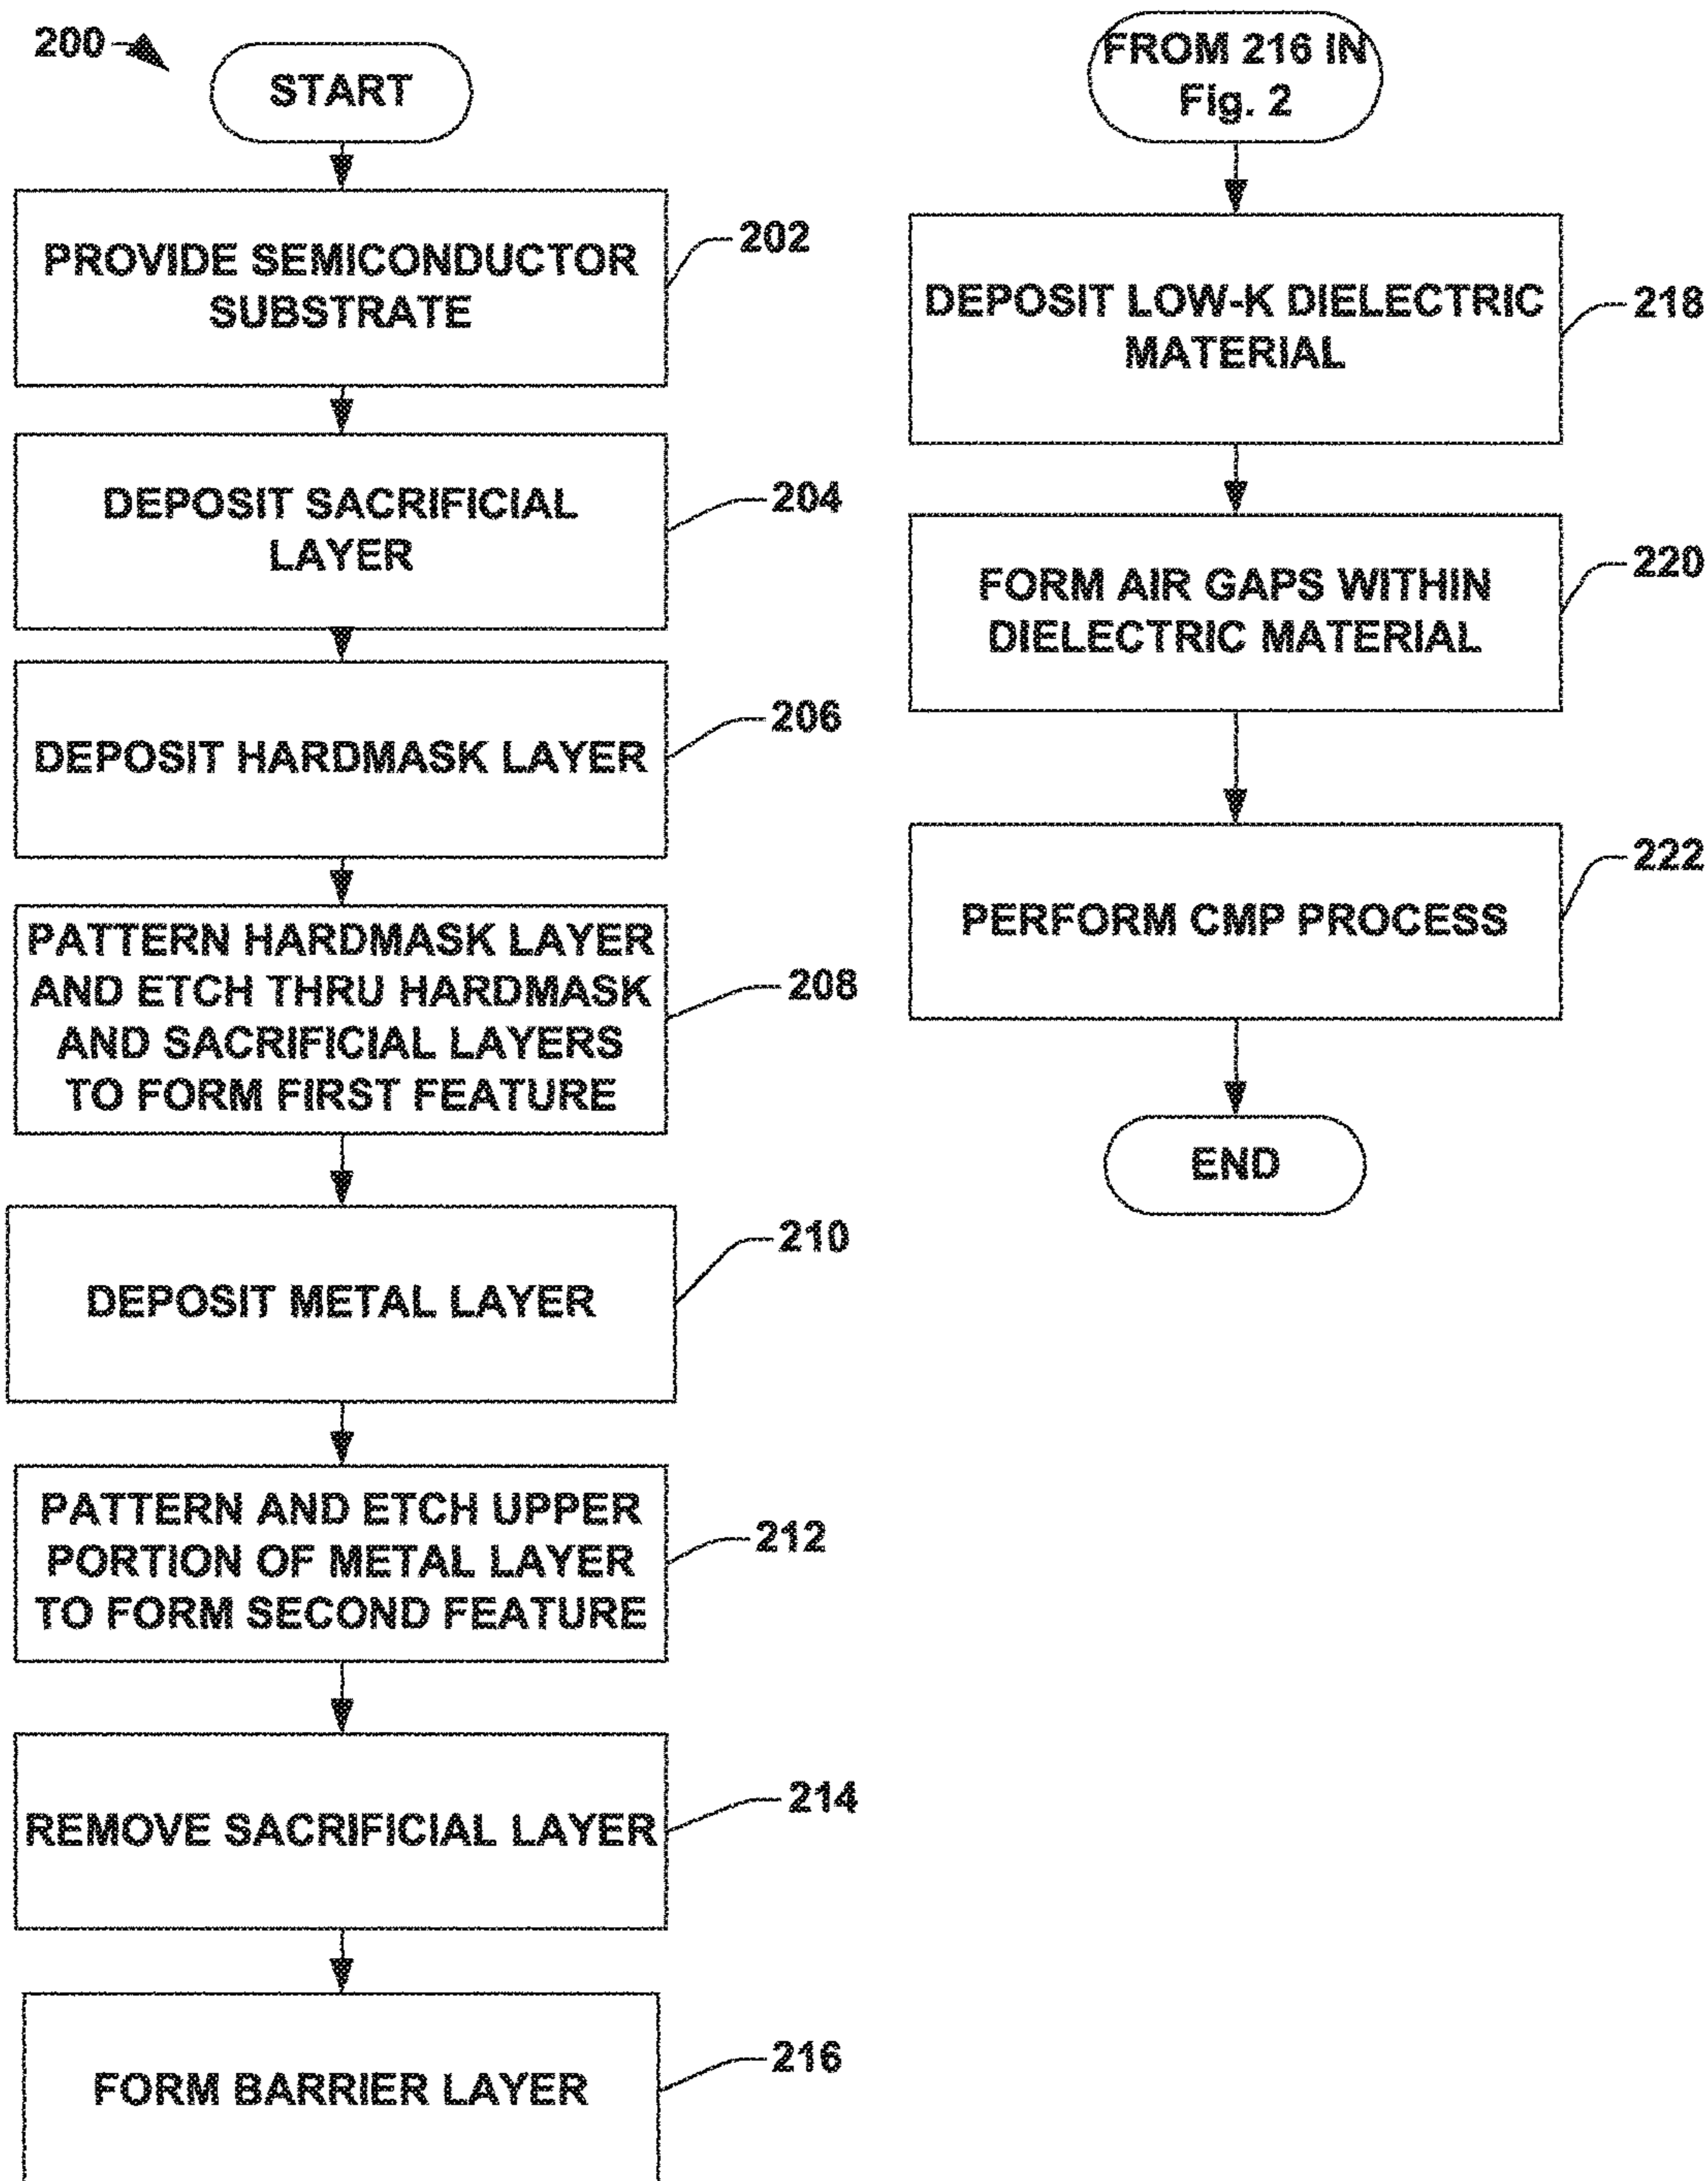 200
START
PROVIDE SEMICONDUCTOR
SUBSTRATE
202
DEPOSIT SACRIFICIAL
LAYER
204
DEPOSIT HARDMASK LAYER
206
PATTERN HARDMASK LAYER
AND ETCH THRU HARDMASK
AND SACRIFICIAL LAYERS
TO FORM FIRST FEATURE
208
DEPOSIT METAL LAYER
210
PATTERN AND ETCH UPPER
PORTION OF METAL LAYER
TO FORM SECOND FEATURE
212
REMOVE SACRIFICIAL LAYER
214
FORM BARRIER LAYER
216
FROM 216 IN
Fig. 2
DEPOSIT LOW-K DIELECTRIC
MATERIAL
218
FORM AIR GAPS WITHIN
DIELECTRIC MATERIAL
220
PERFORM CMP PROCESS
222
END